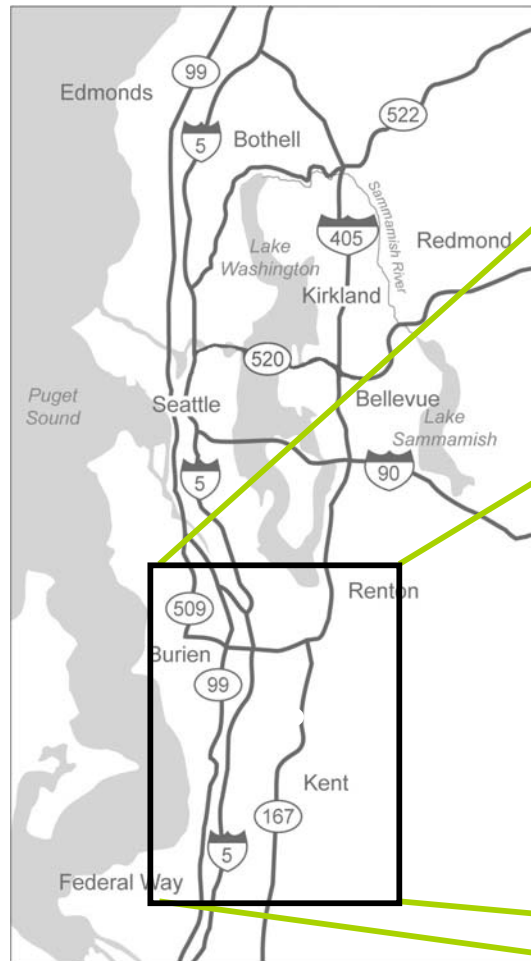 99
Edmonds
5
Bothell
522
Sammamish River
405
Lake
Washington
Redmond
Kirkland
520
Puget
Sound
Seattle
Bellevue
Lake
Sammamish
90
5
Renton
509
Burien
99
Kent
167
5
Federal Way